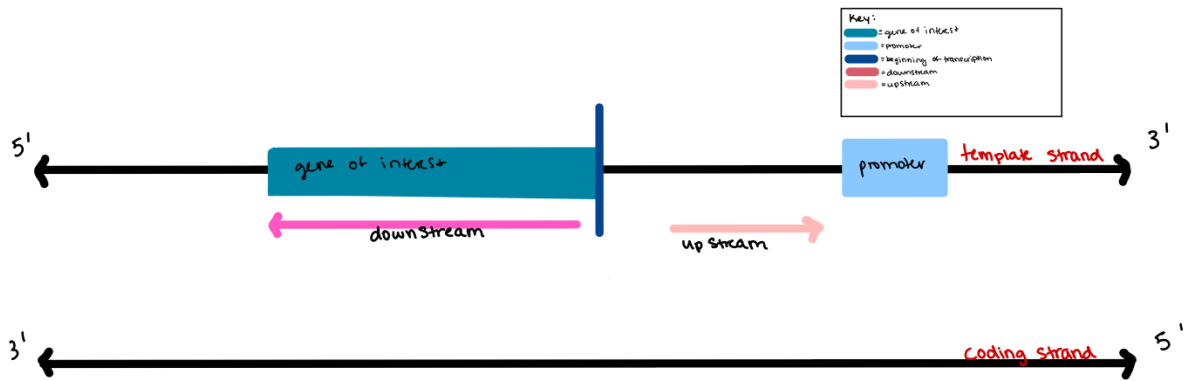 Key:
= gene of interest
= promoter
= beginning of transcription
= downstream
= upstream
5'
gene of interest
promoter
template strand
3'
downstream
upstream
3'
coding strand
5'